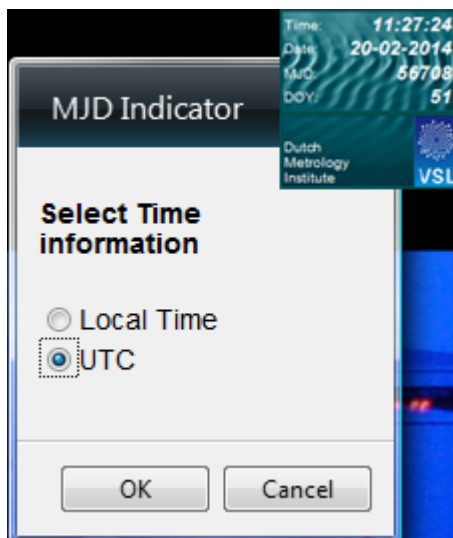 Time: 11:27:24
Date: 20-02-2014
MJD: 56708
DOY: 51
Dutch
Metrology
Institute
VSL
MJD Indicator
Select Time
information
Local Time
UTC
OK Cancel